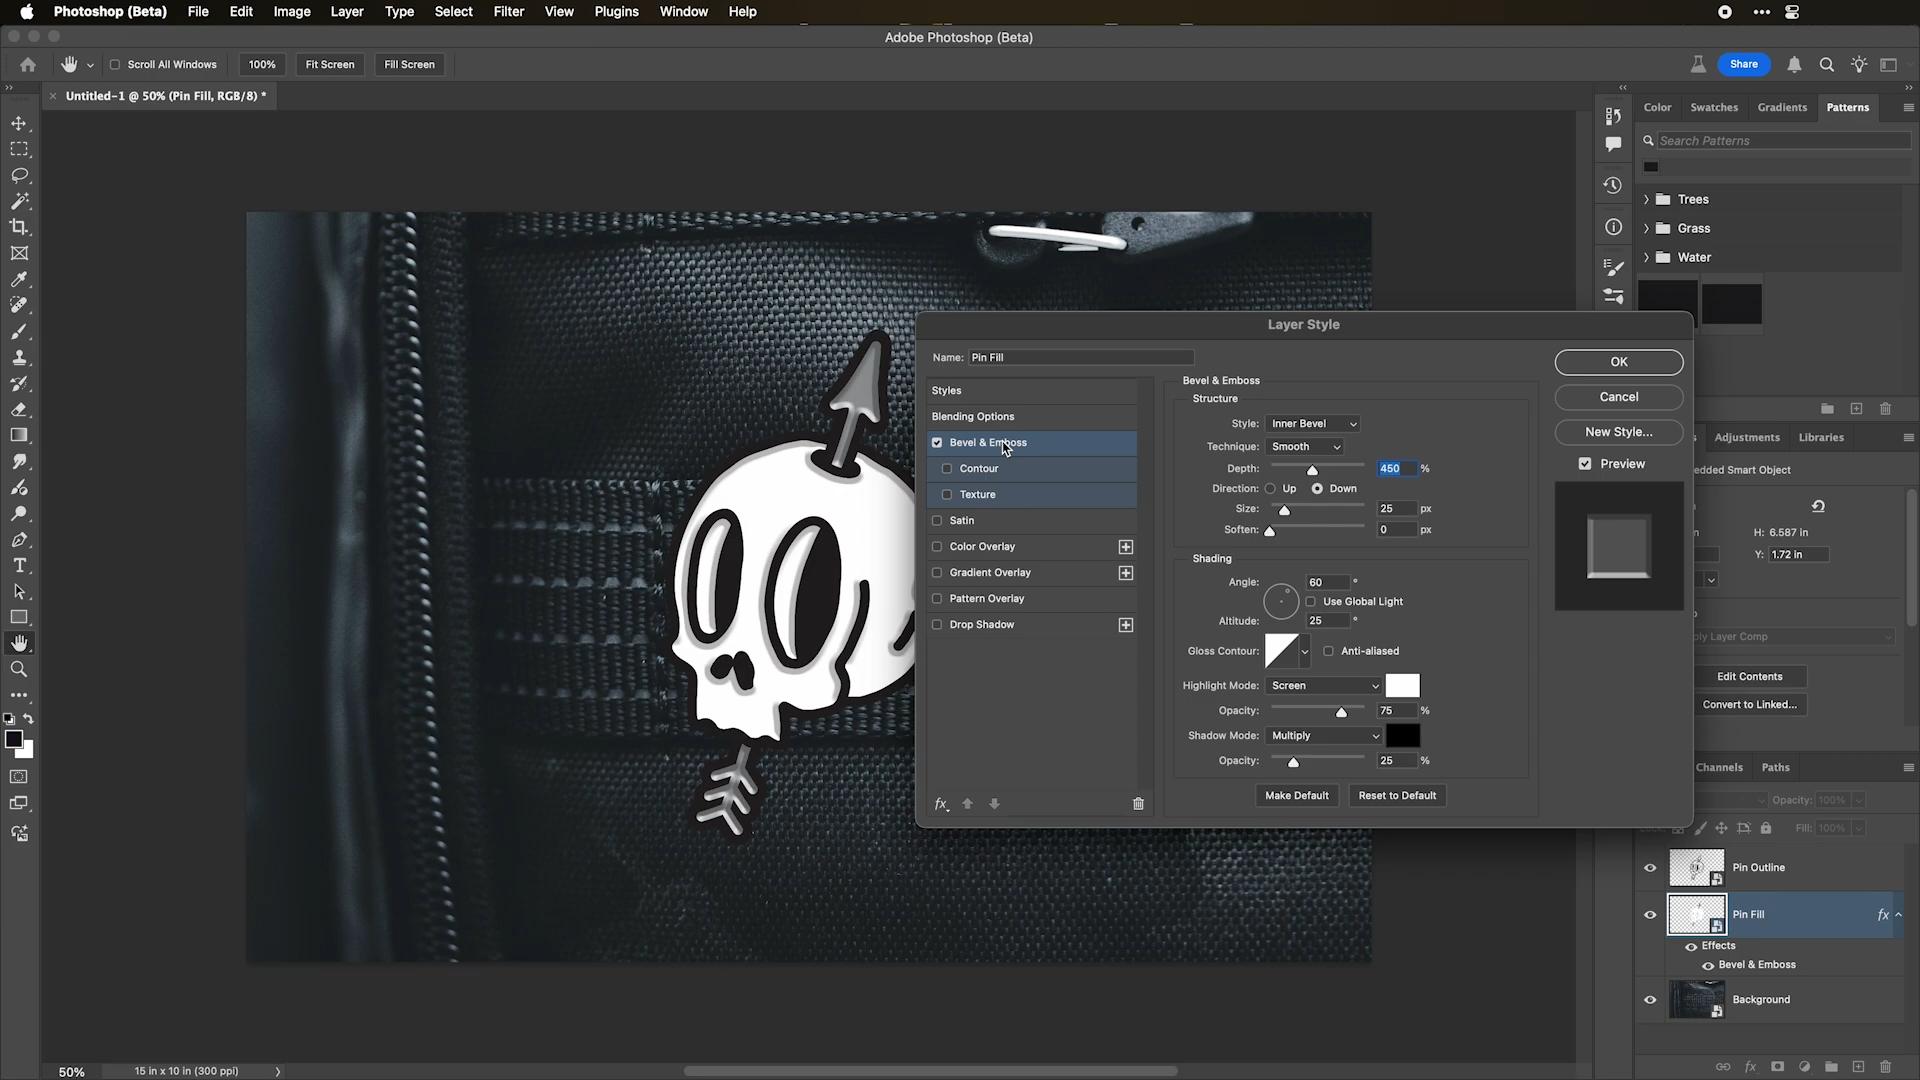 Photoshop (Beta) File Edit Image Layer Type Select Filter View Plugins Window Help
Adobe Photoshop (Beta)
Scroll All Windows 100% Fit Screen Fill Screen Share
Untitled-1 @ 50% (Pin Fill, RGB/8) *
Color Swatches Gradients Patterns
Search Patterns
Trees
Grass
Water
Layer Style
Name: Pin Fill
Styles
Blending Options
Bevel & Emboss
Contour
Texture
Satin
Color Overlay
Gradient Overlay
Pattern Overlay
Drop Shadow
fx
Bevel & Emboss
Structure
Style: Inner Bevel
Technique: Smooth
Depth: 450 %
Direction: Up Down
Size: 25 px
Soften: 0 px
Shading
Angle: 60 °
Use Global Light
Altitude: 25 °
Gloss Contour: Anti-aliased
Highlight Mode: Screen
Opacity: 75 %
Shadow Mode: Multiply
Opacity: 25 %
Make Default Reset to Default
OK
Cancel
New Style...
Preview
Adjustments Libraries
edded Smart Object
H: 6.587 in
Y: 1.72 in
ply Layer Comp
Edit Contents
Convert to Linked...
Channels Paths
Opacity: 100%
Fill: 100%
Pin Outline
Pin Fill fx
Effects
Bevel & Emboss
Background
fx
50% 15 in x 10 in (300 ppi)